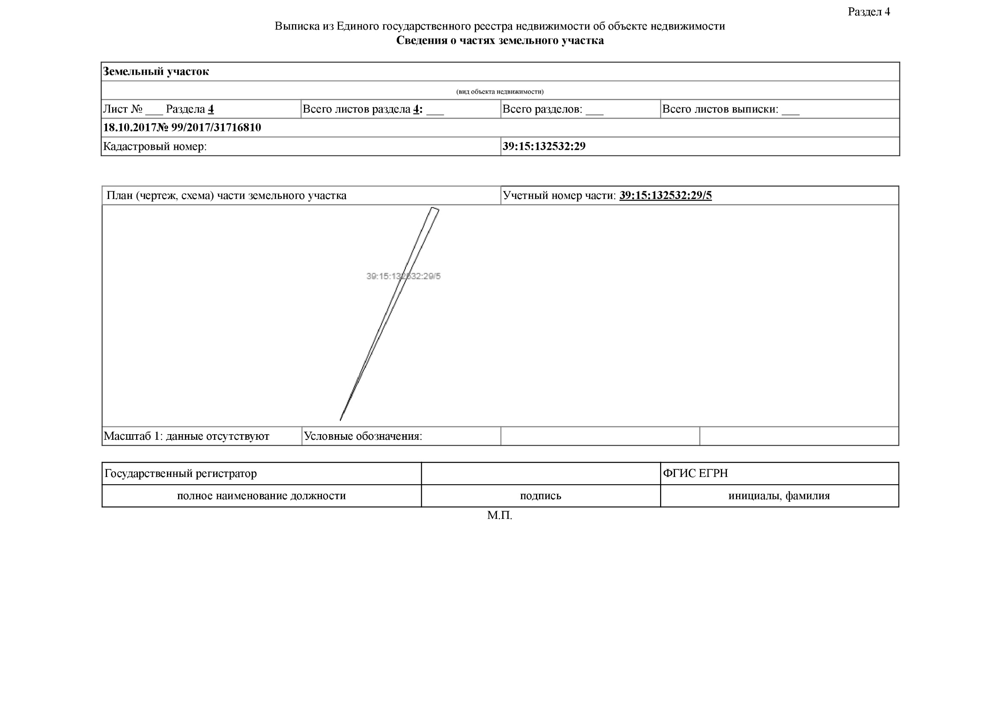 Раздел 4
Выписка из Единого государственного реестра недвижимости об объекте недвижимости
Сведения о частях земельного участка
Земельный участок
(вид объекта недвижимости)
Лист № ___ Раздела 4 Всего листов раздела 4: ___ Всего разделов: ___ Всего листов выписки: ___
18.10.2017№ 99/2017/31716810
Кадастровый номер: 39:15:132532:29
План (чертеж, схема) части земельного участка Учетный номер части: 39:15:132532:29/5
39:15:132532:29/5
Масштаб 1: данные отсутствуют Условные обозначения:
Государственный регистратор ФГИС ЕГРН
полное наименование должности подпись инициалы, фамилия
М.П.